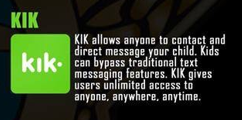 KIK
kik·
KIK allows anyone to contact and
direct message your child. Kids
can bypass traditional text
messaging features. KIK gives
users unlimited access to
anyone, anywhere, anytime.